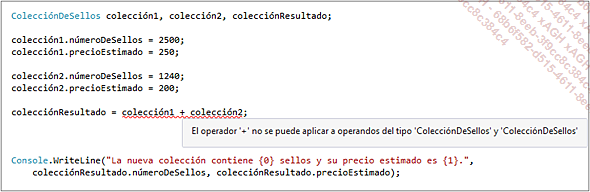 ColecciónDeSellos colección1, colección2, colecciónResultado;
colección1.númeroDeSellos = 2500;
colección1.precioEstimado = 250;
colección2.númeroDeSellos = 1240;
colección2.precioEstimado = 200;
colecciónResultado = colección1 + colección2;
El operador '+' no se puede aplicar a operandos del tipo 'ColecciónDeSellos' y 'ColecciónDeSellos'
Console.WriteLine("La nueva colección contiene {0} sellos y su precio estimado es {1}.",
colecciónResultado.númeroDeSellos, colecciónResultado.precioEstimado);